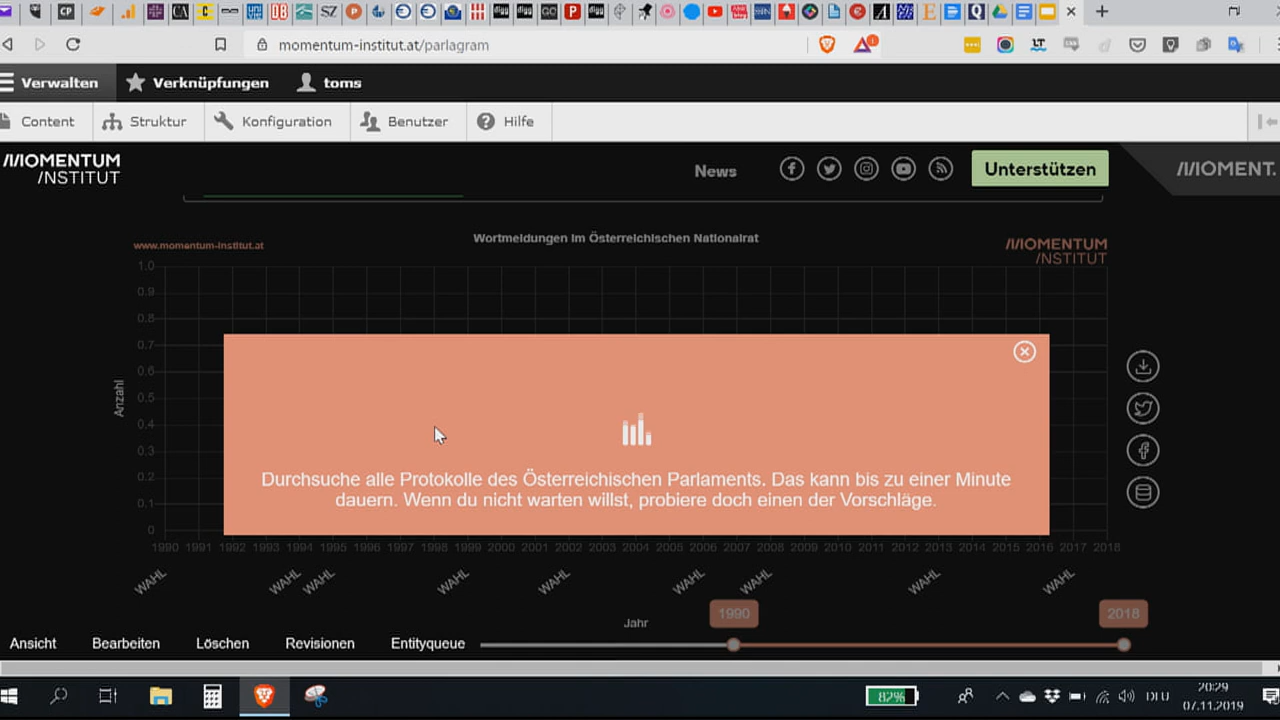 momentum-institut.at/parlagram
Verwalten Verknüpfungen toms
Content Struktur Konfiguration Benutzer Hilfe
MOMENTUM
INSTITUT
News
Unterstützen
MOMENT.
www.momentum-institut.at
Wortmeldungen im Österreichischen Nationalrat
MOMENTUM
INSTITUT
1.0
0.9
0.8
0.7
0.6
0.5
0.4
0.3
0.2
0.1
0
Anzahl
Durchsuche alle Protokolle des Österreichischen Parlaments. Das kann bis zu einer Minute
dauern. Wenn du nicht warten willst, probiere doch einen der Vorschläge.
1990 1991 1992 1993 1994 1995 1996 1997 1998 1999 2000 2001 2002 2003 2004 2005 2006 2007 2008 2009 2010 2011 2012 2013 2014 2015 2016 2017 2018
WAHL WAHL WAHL WAHL WAHL WAHL WAHL WAHL WAHL
Jahr
1990 2018
Ansicht Bearbeiten Löschen Revisionen Entityqueue
82% DEU 20:29
07.11.2019